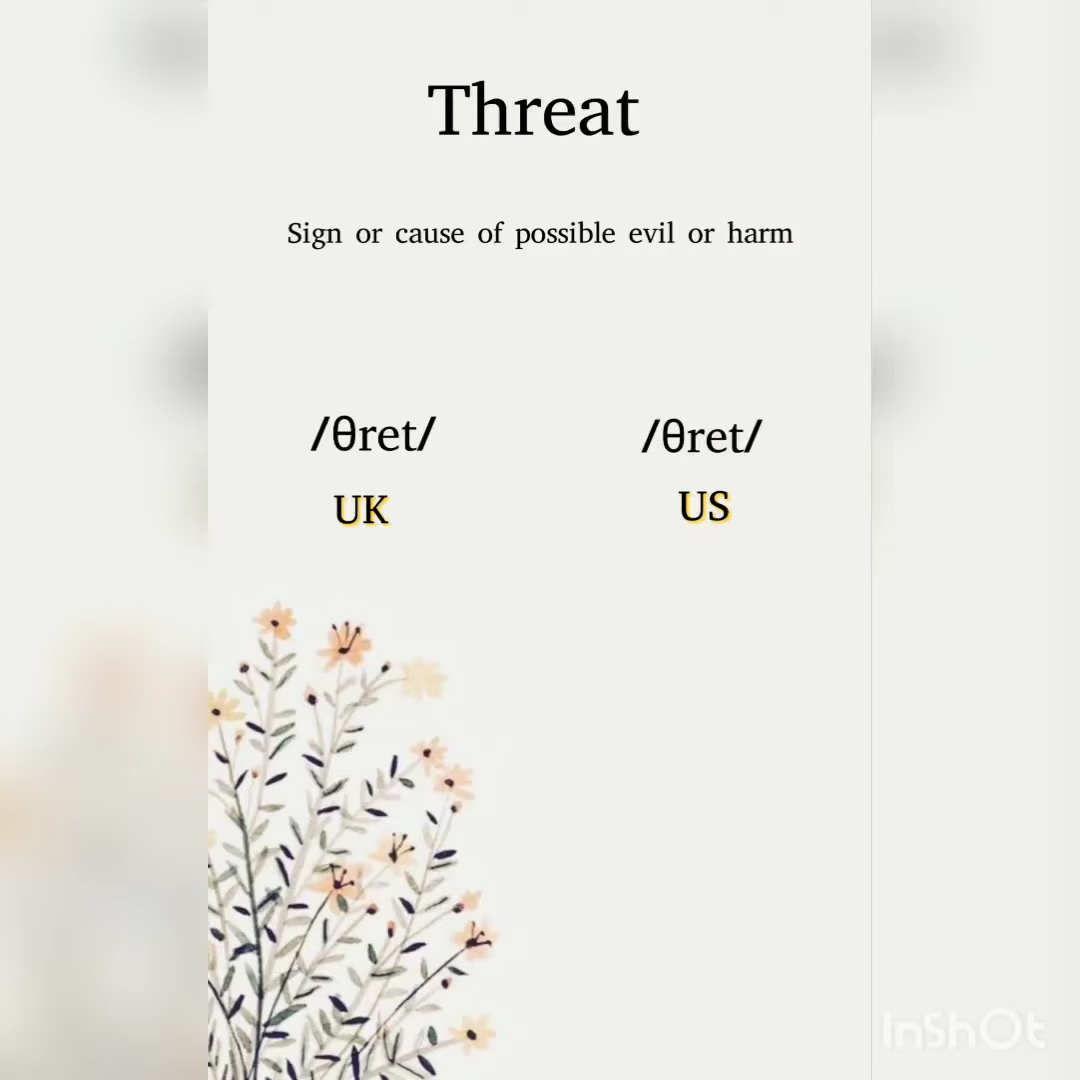 Threat
Sign or cause of possible evil or harm
/θret/ /θret/
UK US
InShOt